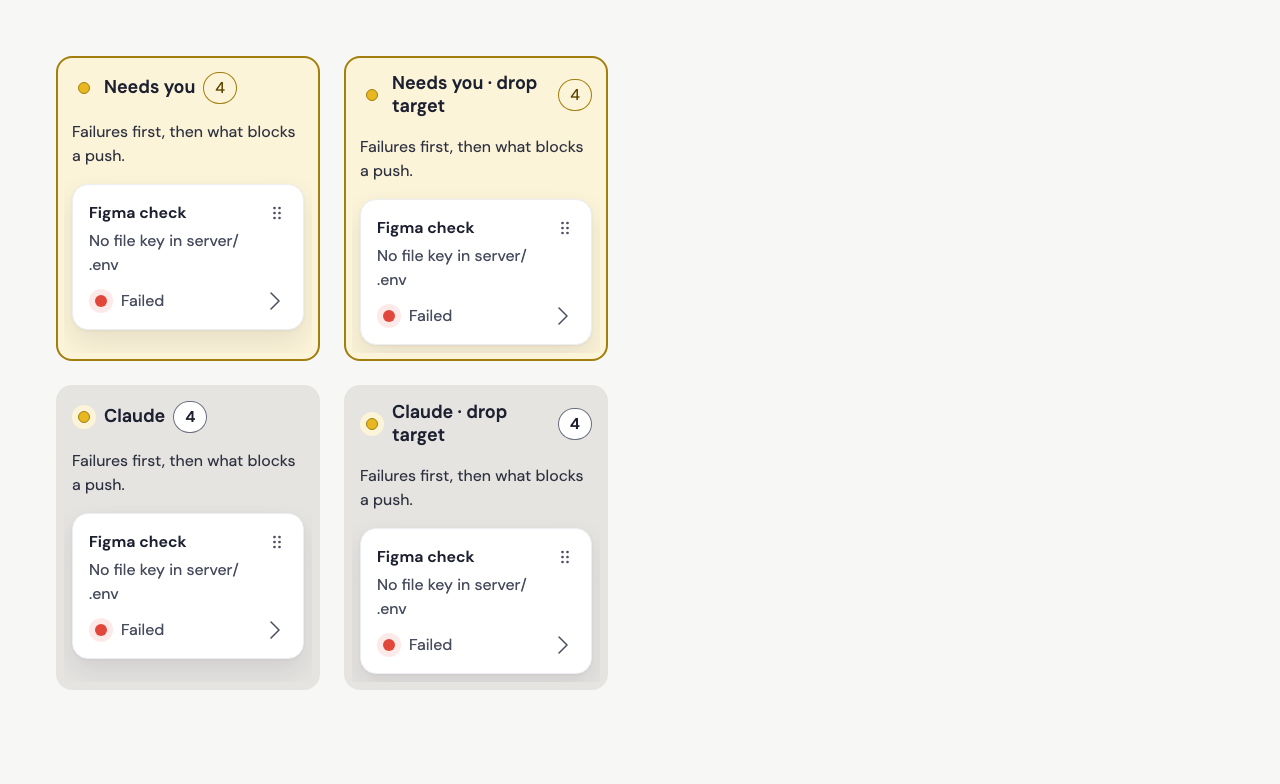 Needs you 4
Failures first, then what blocks
a push.
Figma check
No file key in server/
.env
Failed
Needs you · drop
target
4
Failures first, then what blocks
a push.
Figma check
No file key in server/
.env
Failed
Claude 4
Failures first, then what blocks
a push.
Figma check
No file key in server/
.env
Failed
Claude · drop
target
4
Failures first, then what blocks
a push.
Figma check
No file key in server/
.env
Failed